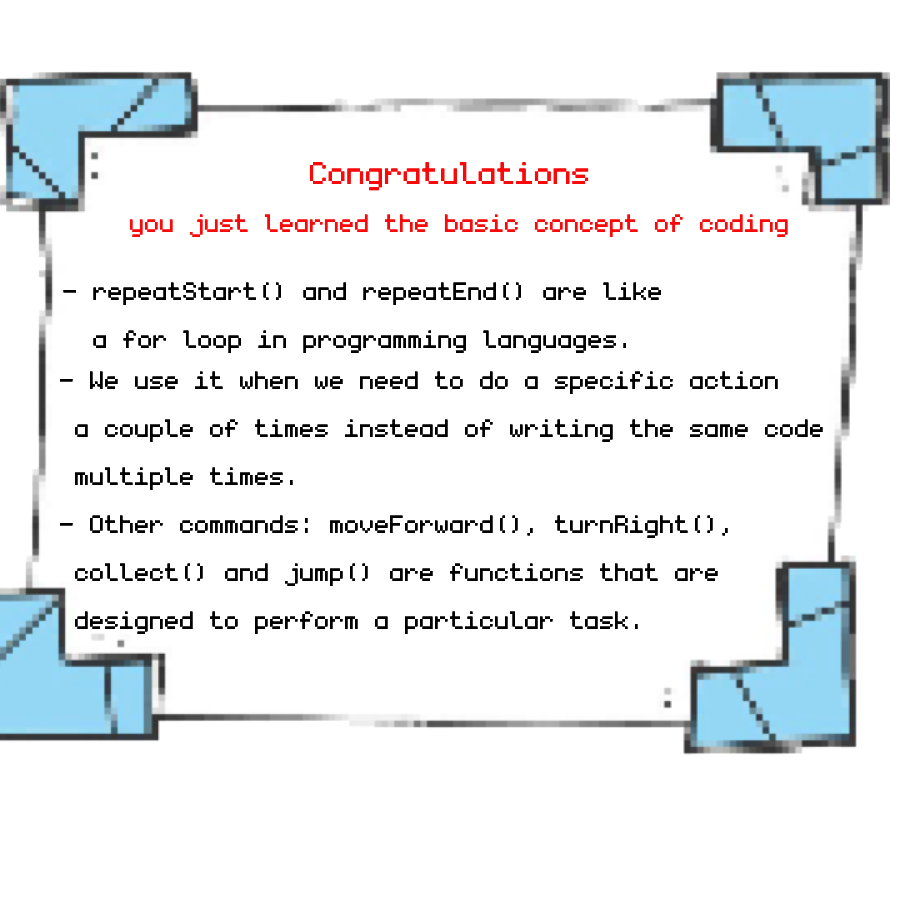 Congratulations
you just learned the basic concept of coding
- repeatStart() and repeatEnd() are like
a for loop in programming languages.
- We use it when we need to do a specific action
a couple of times instead of writing the same code
multiple times.
- Other commands: moveForward(), turnRight(),
collect() and jump() are functions that are
designed to perform a particular task.